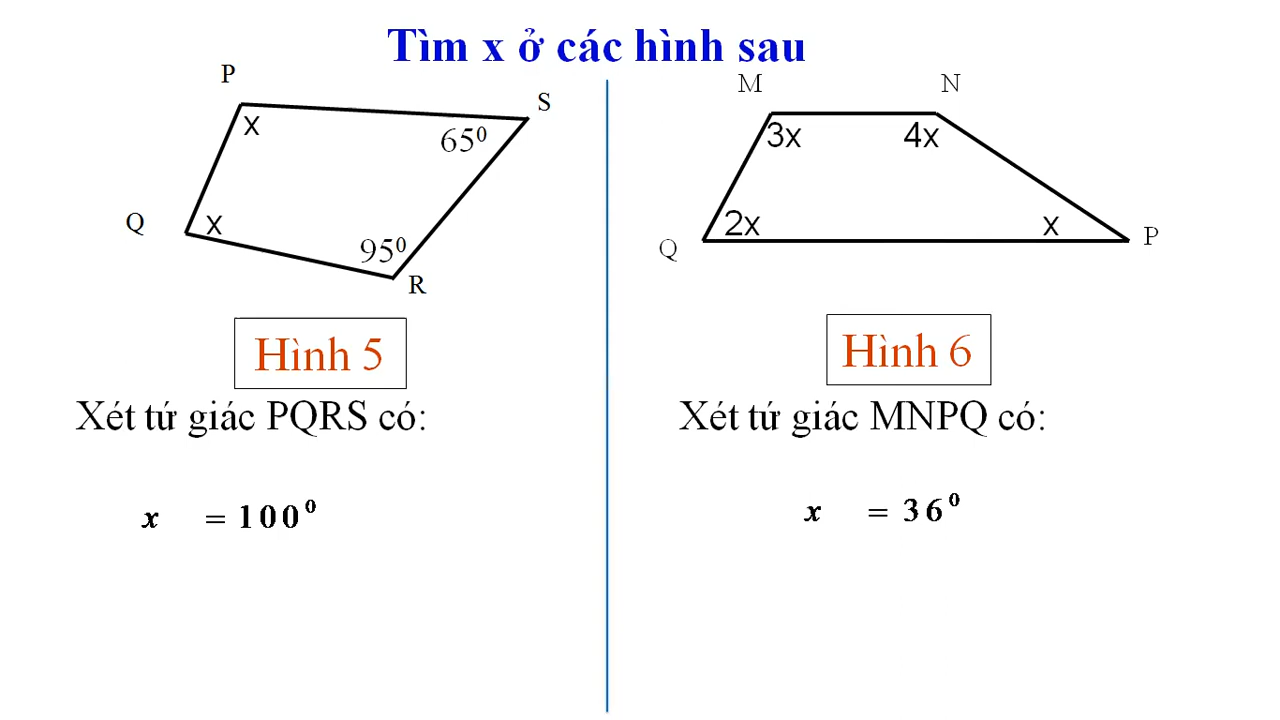 Tìm x ở các hình sau
P
S
x
65⁰
Q
x
95⁰
R
Hình 5
Xét tứ giác PQRS có:
x = 100⁰
M
N
3x
4x
Q
2x
x
P
Hình 6
Xét tứ giác MNPQ có:
x = 36⁰